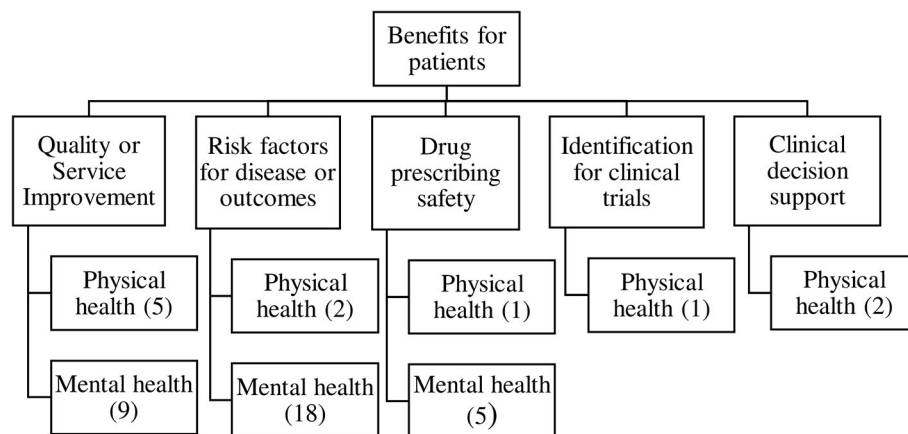 Benefits for
patients
Quality or
Service
Improvement
Risk factors
for disease or
outcomes
Drug
prescribing
safety
Identification
for clinical
trials
Clinical
decision
support
Physical
health (5)
Physical
health (2)
Physical
health (1)
Physical
health (1)
Physical
health (2)
Mental health
(9)
Mental health
(18)
Mental health
(5)